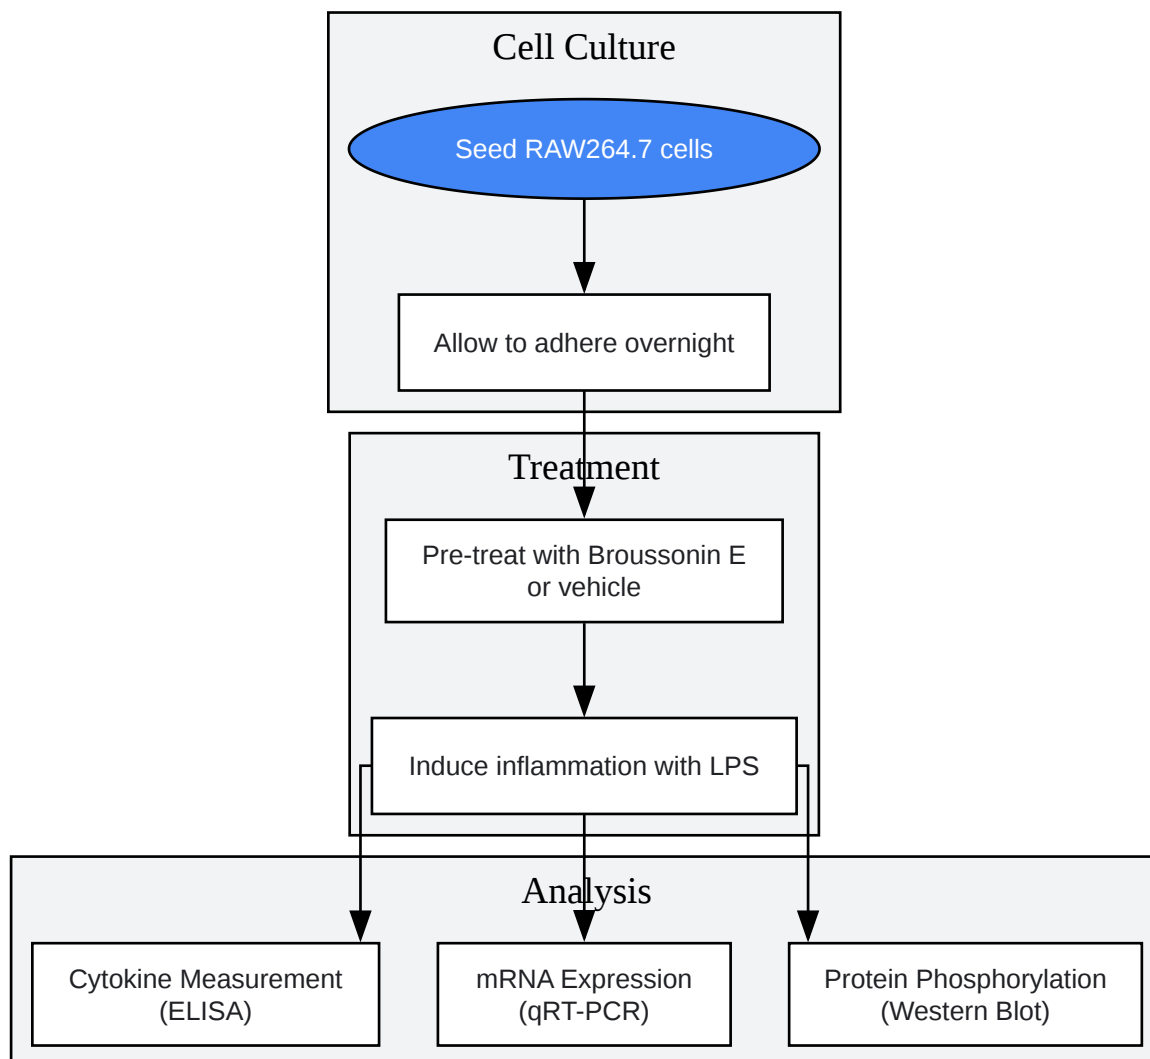 Cell Culture
Seed RAW264.7 cells
Allow to adhere overnight
Treatment
Pre-treat with Broussonin E
or vehicle
Induce inflammation with LPS
Analysis
Cytokine Measurement
(ELISA)
mRNA Expression
(qRT-PCR)
Protein Phosphorylation
(Western Blot)